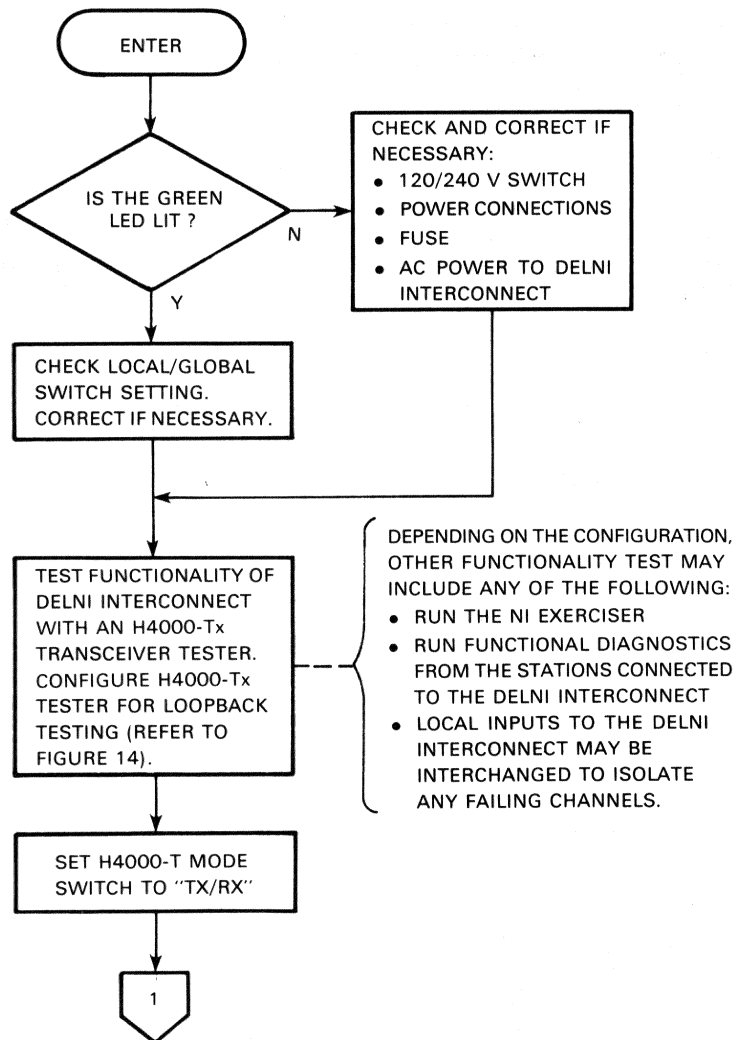 ENTER
IS THE GREEN
LED LIT ?
N
Y
CHECK AND CORRECT IF
NECESSARY:
• 120/240 V SWITCH
• POWER CONNECTIONS
• FUSE
• AC POWER TO DELNI
INTERCONNECT
CHECK LOCAL/GLOBAL
SWITCH SETTING.
CORRECT IF NECESSARY.
TEST FUNCTIONALITY OF
DELNI INTERCONNECT
WITH AN H4000-Tx
TRANSCEIVER TESTER.
CONFIGURE H4000-Tx
TESTER FOR LOOPBACK
TESTING (REFER TO
FIGURE 14).
DEPENDING ON THE CONFIGURATION,
OTHER FUNCTIONALITY TEST MAY
INCLUDE ANY OF THE FOLLOWING:
• RUN THE NI EXERCISER
• RUN FUNCTIONAL DIAGNOSTICS
FROM THE STATIONS CONNECTED
TO THE DELNI INTERCONNECT
• LOCAL INPUTS TO THE DELNI
INTERCONNECT MAY BE
INTERCHANGED TO ISOLATE
ANY FAILING CHANNELS.
SET H4000-T MODE
SWITCH TO "TX/RX"
1